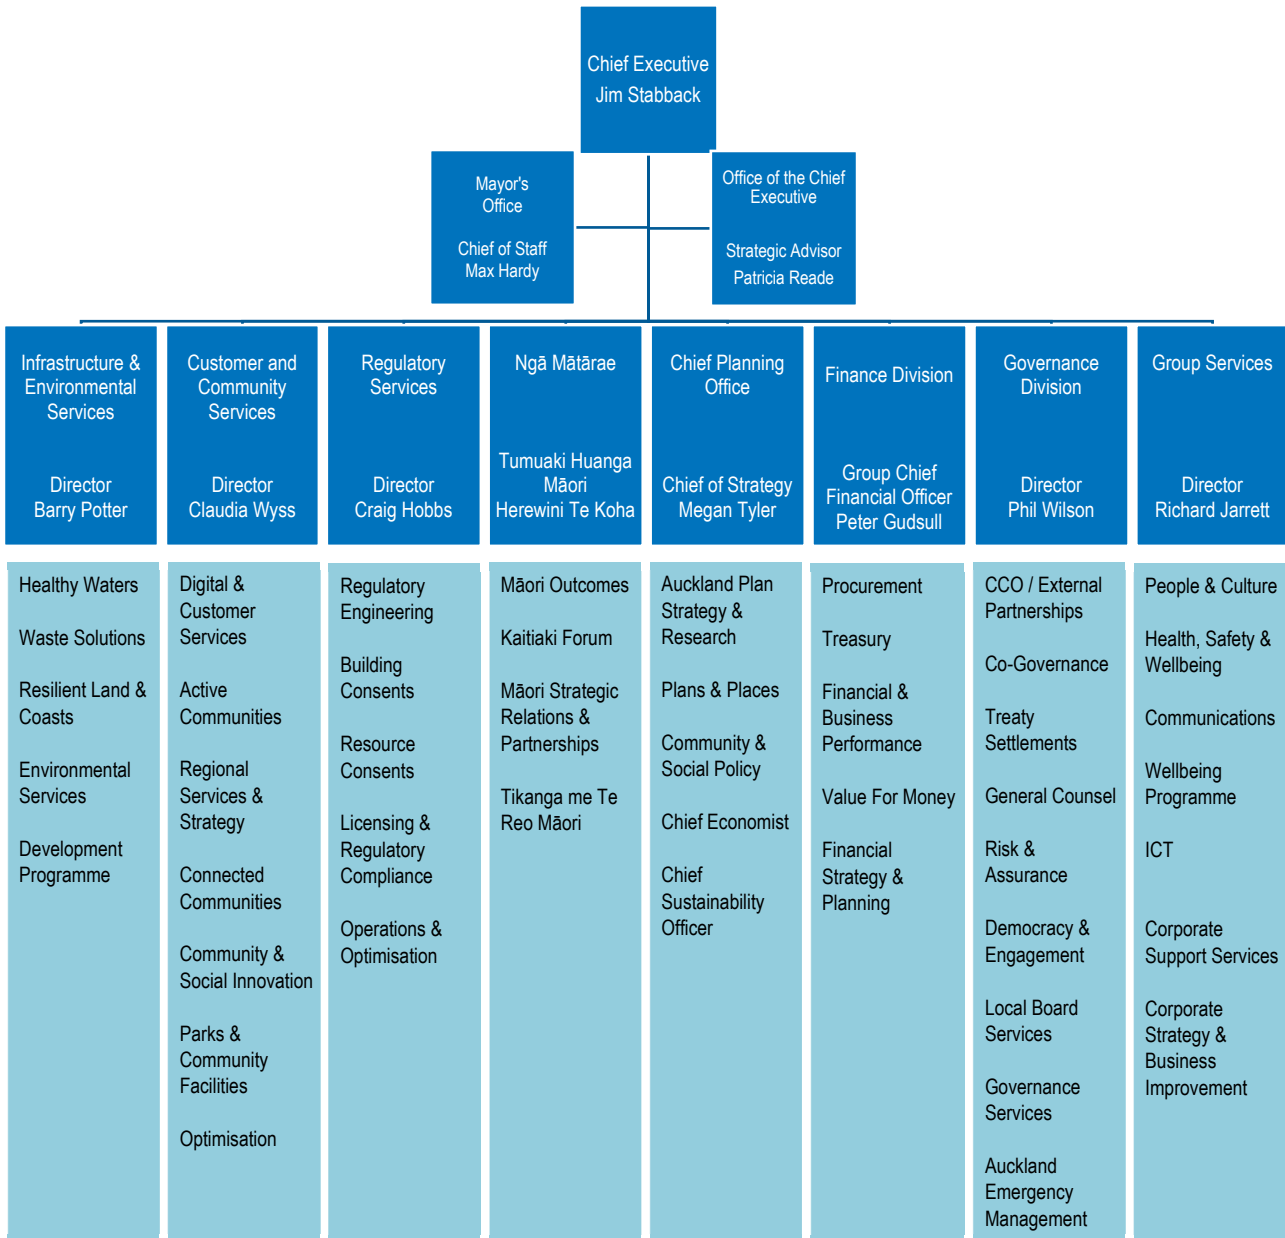 Chief Executive
Jim Stabback
Mayor's
Office
Chief of Staff
Max Hardy
Office of the Chief
Executive
Strategic Advisor
Patricia Reade
Infrastructure &
Environmental
Services
Director
Barry Potter
Customer and
Community
Services
Director
Claudia Wyss
Regulatory
Services
Director
Craig Hobbs
Ngā Mātārae
Tumuaki Huanga
Māori
Herewini Te Koha
Chief Planning
Office
Chief of Strategy
Megan Tyler
Finance Division
Group Chief
Financial Officer
Peter Gudsull
Governance
Division
Director
Phil Wilson
Group Services
Director
Richard Jarrett
Healthy Waters
Waste Solutions
Resilient Land &
Coasts
Environmental
Services
Development
Programme
Digital &
Customer
Services
Active
Communities
Regional
Services &
Strategy
Connected
Communities
Community &
Social Innovation
Parks &
Community
Facilities
Optimisation
Regulatory
Engineering
Building
Consents
Resource
Consents
Licensing &
Regulatory
Compliance
Operations &
Optimisation
Māori Outcomes
Kaitiaki Forum
Māori Strategic
Relations &
Partnerships
Tikanga me Te
Reo Māori
Auckland Plan
Strategy &
Research
Plans & Places
Community &
Social Policy
Chief Economist
Chief
Sustainability
Officer
Procurement
Treasury
Financial &
Business
Performance
Value For Money
Financial
Strategy &
Planning
CCO / External
Partnerships
Co-Governance
Treaty
Settlements
General Counsel
Risk &
Assurance
Democracy &
Engagement
Local Board
Services
Governance
Services
Auckland
Emergency
Management
People & Culture
Health, Safety &
Wellbeing
Communications
Wellbeing
Programme
ICT
Corporate
Support Services
Corporate
Strategy &
Business
Improvement